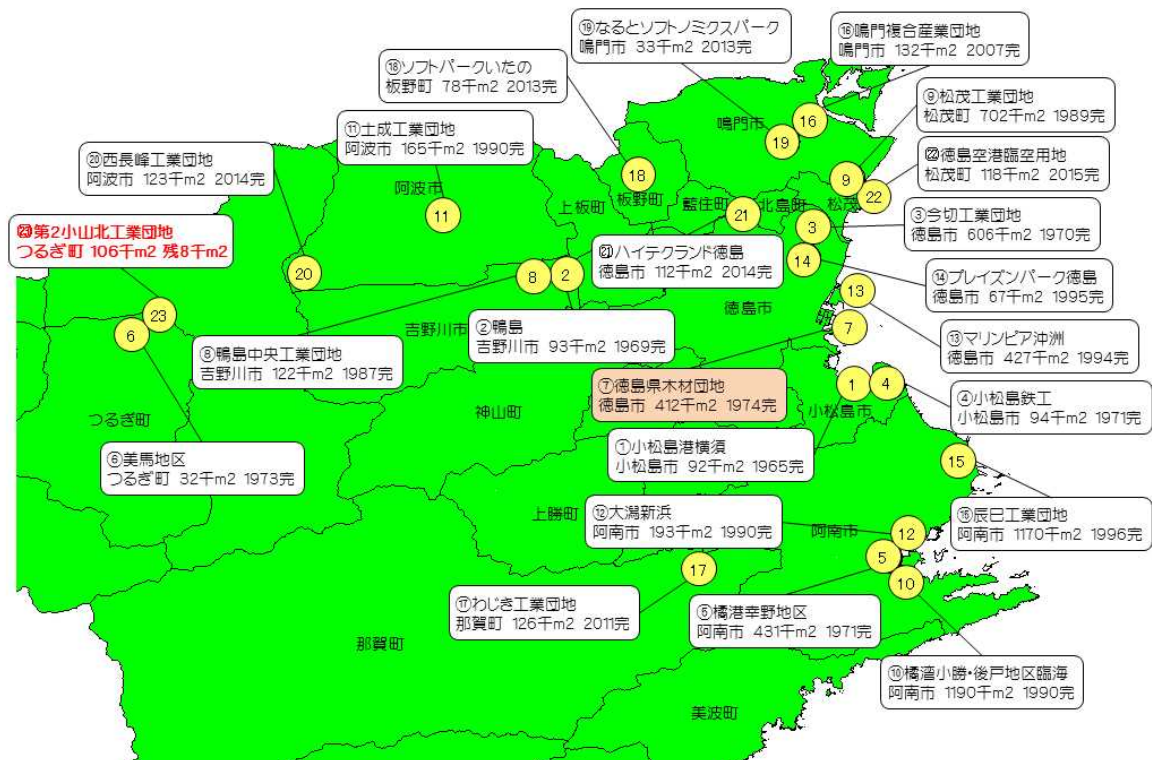 ⑲なるとソフトノミクスパーク
鳴門市 33千m2 2013完
⑯鳴門複合産業団地
鳴門市 132千m2 2007完
⑱ソフトパークいたの
板野町 78千m2 2013完
⑨松茂工業団地
松茂町 702千m2 1989完
⑪土成工業団地
阿波市 165千m2 1990完
⑳西長峰工業団地
阿波市 123千m2 2014完
㉒徳島空港臨空用地
松茂町 118千m2 2015完
㉓第2小山北工業団地
つるぎ町 106千m2 残8千m2
③今切工業団地
徳島市 606千m2 1970完
㉑ハイテクランド徳島
徳島市 112千m2 2014完
⑭ブレイズンパーク徳島
徳島市 67千m2 1995完
②鴨島
吉野川市 93千m2 1969完
⑧鴨島中央工業団地
吉野川市 122千m2 1987完
⑬マリンピア沖洲
徳島市 427千m2 1994完
⑦徳島県木材団地
徳島市 412千m2 1974完
④小松島鉄工
小松島市 94千m2 1971完
①小松島港横須
小松島市 92千m2 1965完
⑥美馬地区
つるぎ町 32千m2 1973完
⑫大潟新浜
阿南市 193千m2 1990完
⑮辰巳工業団地
阿南市 1170千m2 1996完
⑰わじき工業団地
那賀町 126千m2 2011完
⑤橘港幸野地区
阿南市 431千m2 1971完
⑩橘湾小勝・後戸地区臨海
阿南市 1190千m2 1990完
鳴門市
阿波市
上板町
板野町
藍住町
北島町
松茂
吉野川市
徳島市
つるぎ町
神山町
小松島市
上勝町
阿南市
那賀町
美波町
16
19
18
9
22
11
21
3
14
20
8
2
13
23
6
7
1
4
15
12
5
17
10